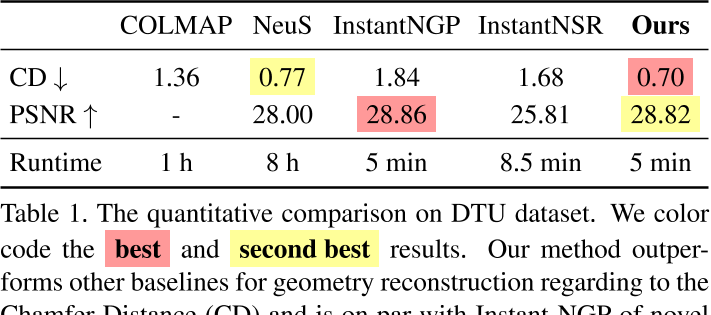 COLMAP NeuS InstantNGP InstantNSR Ours
CD ↓ 1.36 0.77 1.84 1.68 0.70
PSNR ↑ - 28.00 28.86 25.81 28.82
Runtime 1 h 8 h 5 min 8.5 min 5 min
Table 1. The quantitative comparison on DTU dataset. We color
code the best and second best results. Our method outper-
forms other baselines for geometry reconstruction regarding to the
Chamfer Distance (CD) and is on par with Instant-NGP of novel